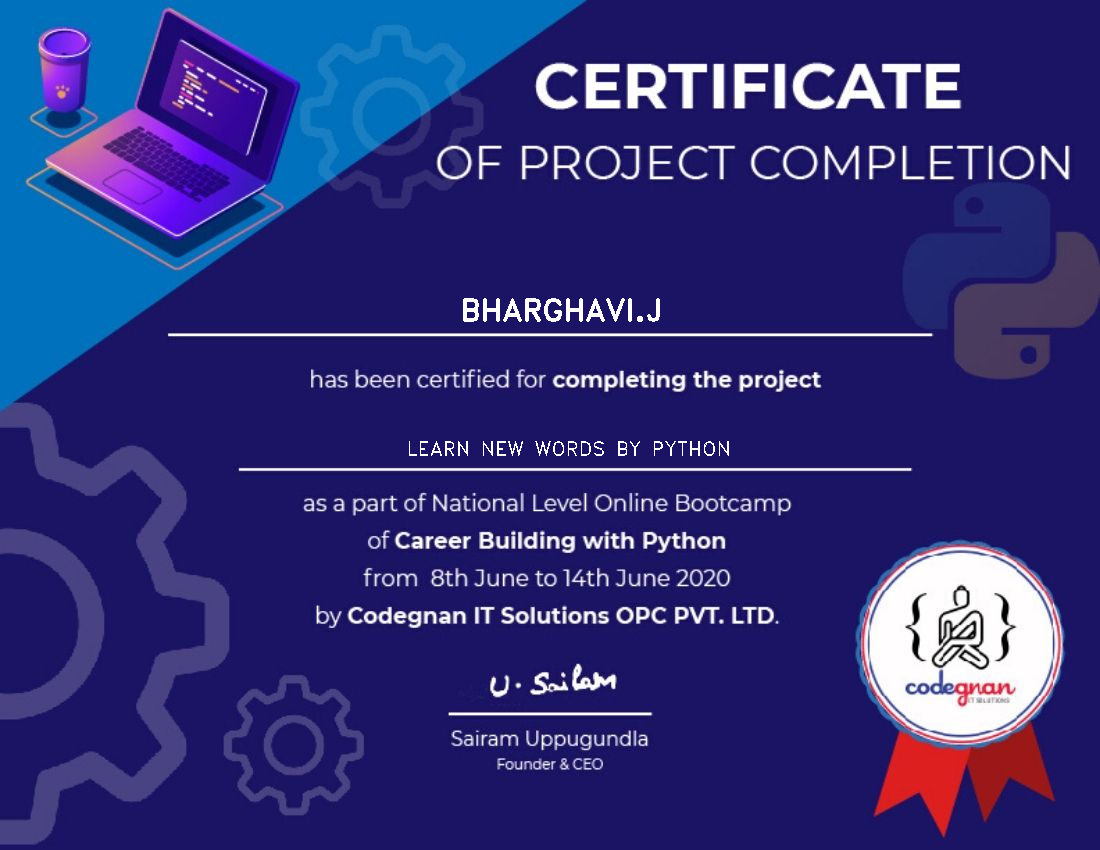 CERTIFICATE
OF PROJECT COMPLETION
BHARGHAVI.J
has been certified for completing the project
LEARN NEW WORDS BY PYTHON
as a part of National Level Online Bootcamp
of Career Building with Python
from 8th June to 14th June 2020
by Codegnan IT Solutions OPC PVT. LTD.
U. Sairam
Sairam Uppugundla
Founder & CEO
{ }
codegnan
IT SOLUTIONS